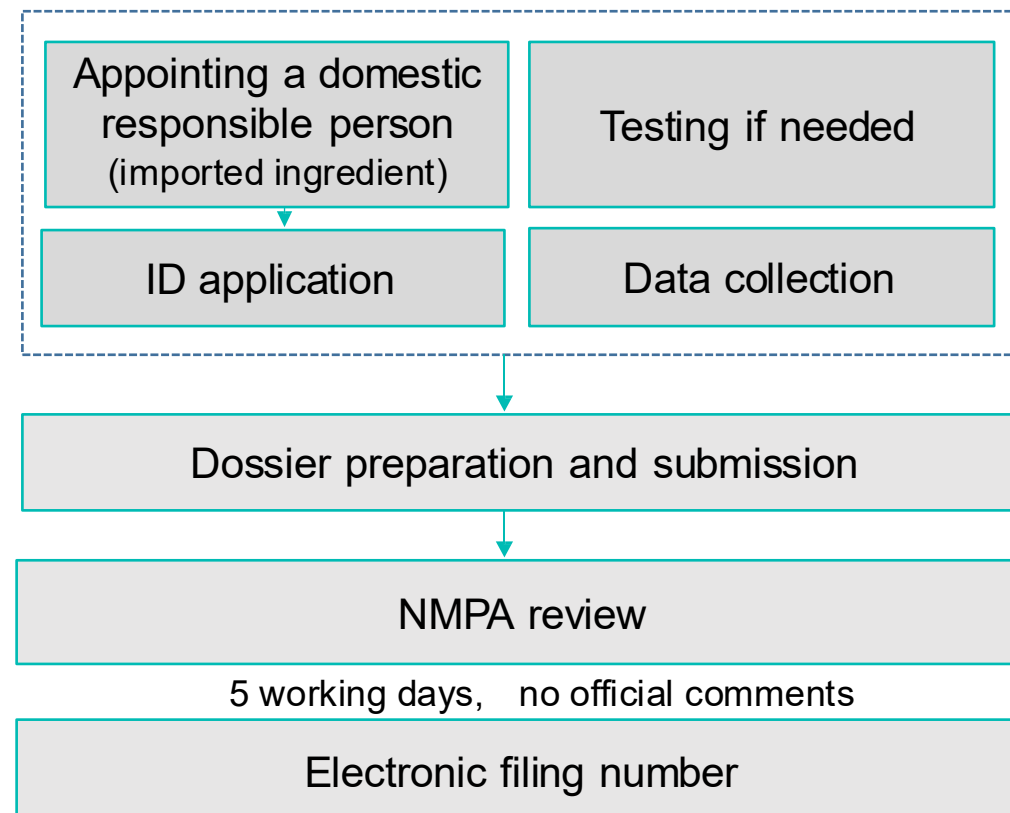 Appointing a domestic
responsible person
(imported ingredient)
Testing if needed
ID application
Data collection
Dossier preparation and submission
NMPA review
5 working days, no official comments
Electronic filing number